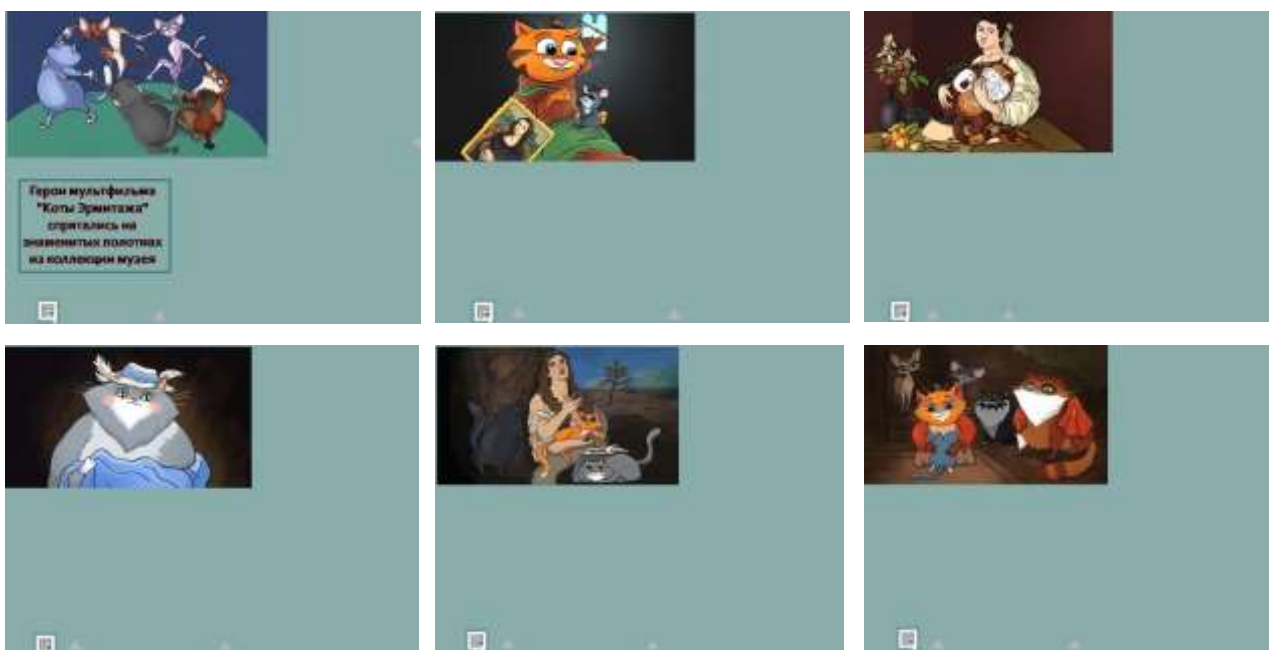 Герои мультфильма
"Коты Эрмитажа"
спрятались на
знаменитых полотнах
из коллекции музея